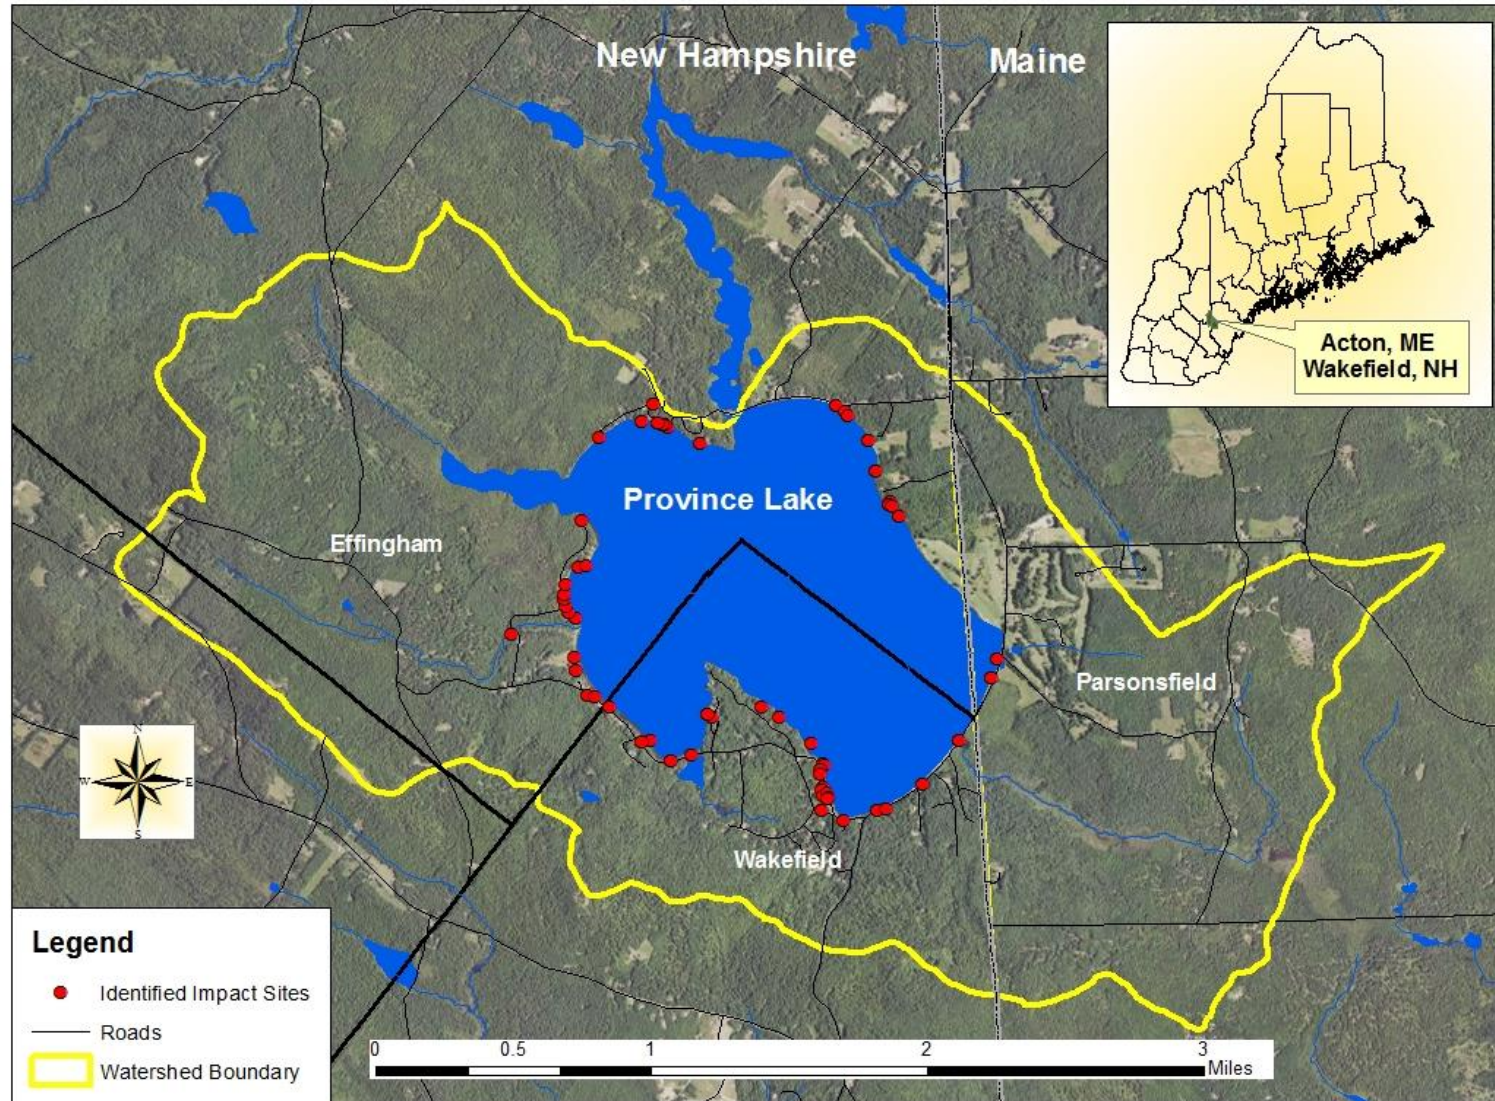 New Hampshire
Maine
Acton, ME
Wakefield, NH
Province Lake
Effingham
Parsonsfield
Wakefield
N
W
E
S
Legend
Identified Impact Sites
Roads
Watershed Boundary
0 0.5 1 2 3
Miles